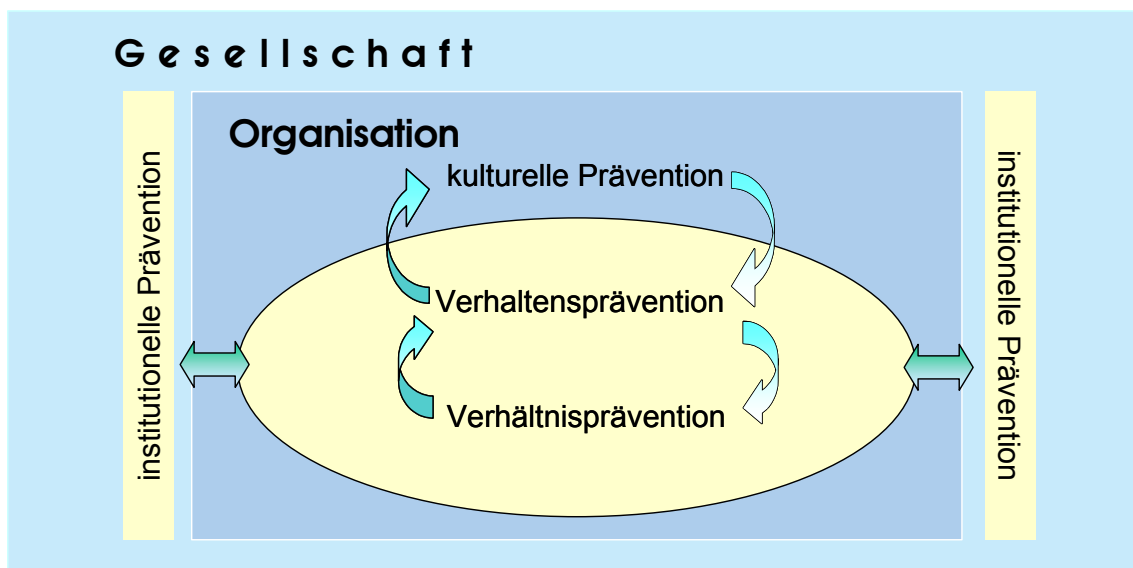 Gesellschaft
Organisation
institutionelle Prävention
kulturelle Prävention
Verhaltensprävention
Verhältnisprävention
institutionelle Prävention